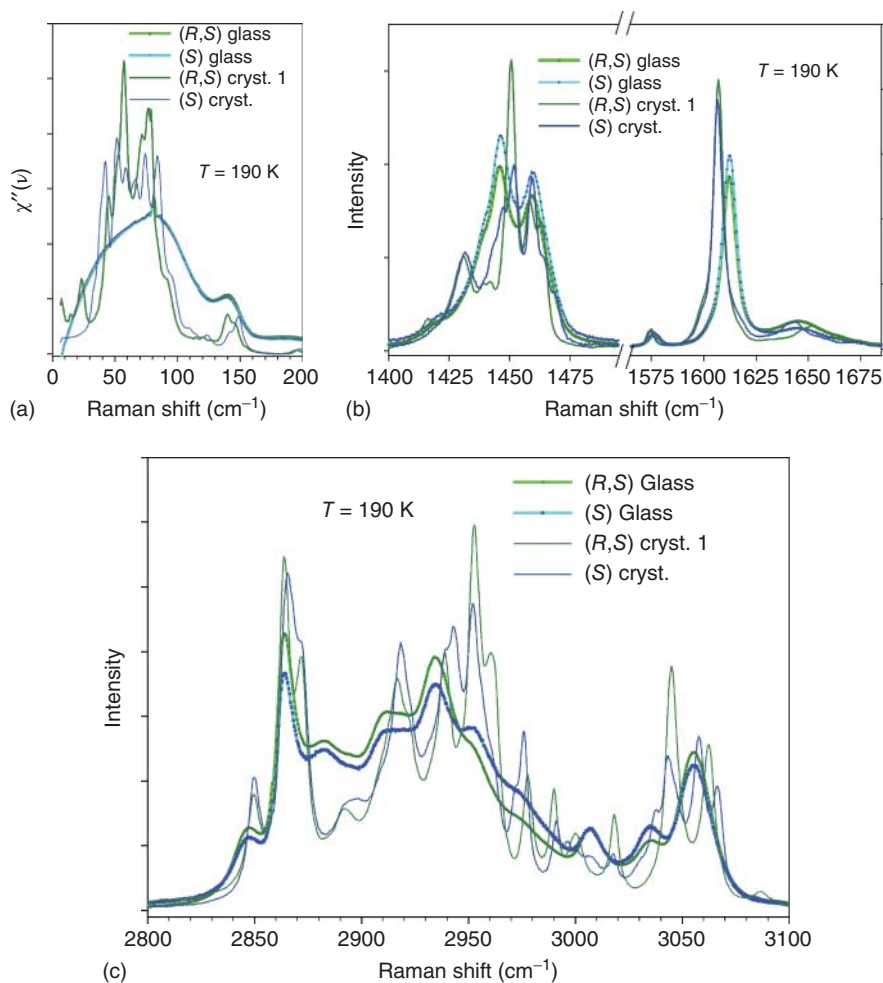 (R,S) glass
(S) glass
(R,S) cryst. 1
(S) cryst.
T = 190 K
χ″(ν)
0 50 100 150 200
(a) Raman shift (cm⁻¹)
(R,S) glass
(S) glass
(R,S) cryst 1
(S) cryst.
T = 190 K
Intensity
1400 1425 1450 1475 1575 1600 1625 1650 1675
(b) Raman shift (cm⁻¹)
(R,S) Glass
(S) Glass
(R,S) cryst. 1
(S) cryst.
T = 190 K
Intensity
2800 2850 2900 2950 3000 3050 3100
(c) Raman shift (cm⁻¹)